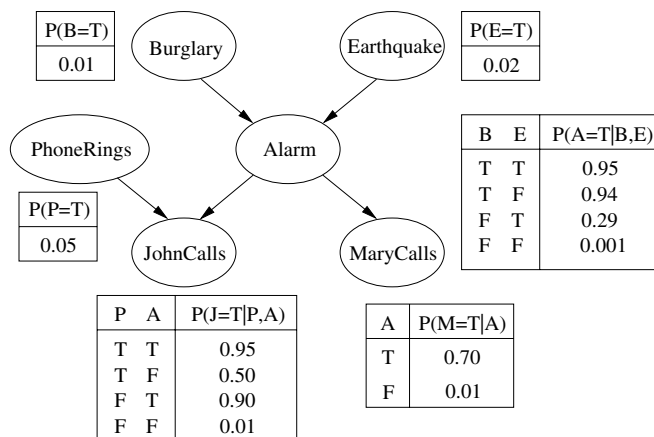 P(B=T)
0.01
Burglary
Earthquake
P(E=T)
0.02
PhoneRings
Alarm
P(P=T)
0.05
B E P(A=T|B,E)
T T 0.95
T F 0.94
F T 0.29
F F 0.001
JohnCalls
MaryCalls
P A P(J=T|P,A)
T T 0.95
T F 0.50
F T 0.90
F F 0.01
A P(M=T|A)
T 0.70
F 0.01